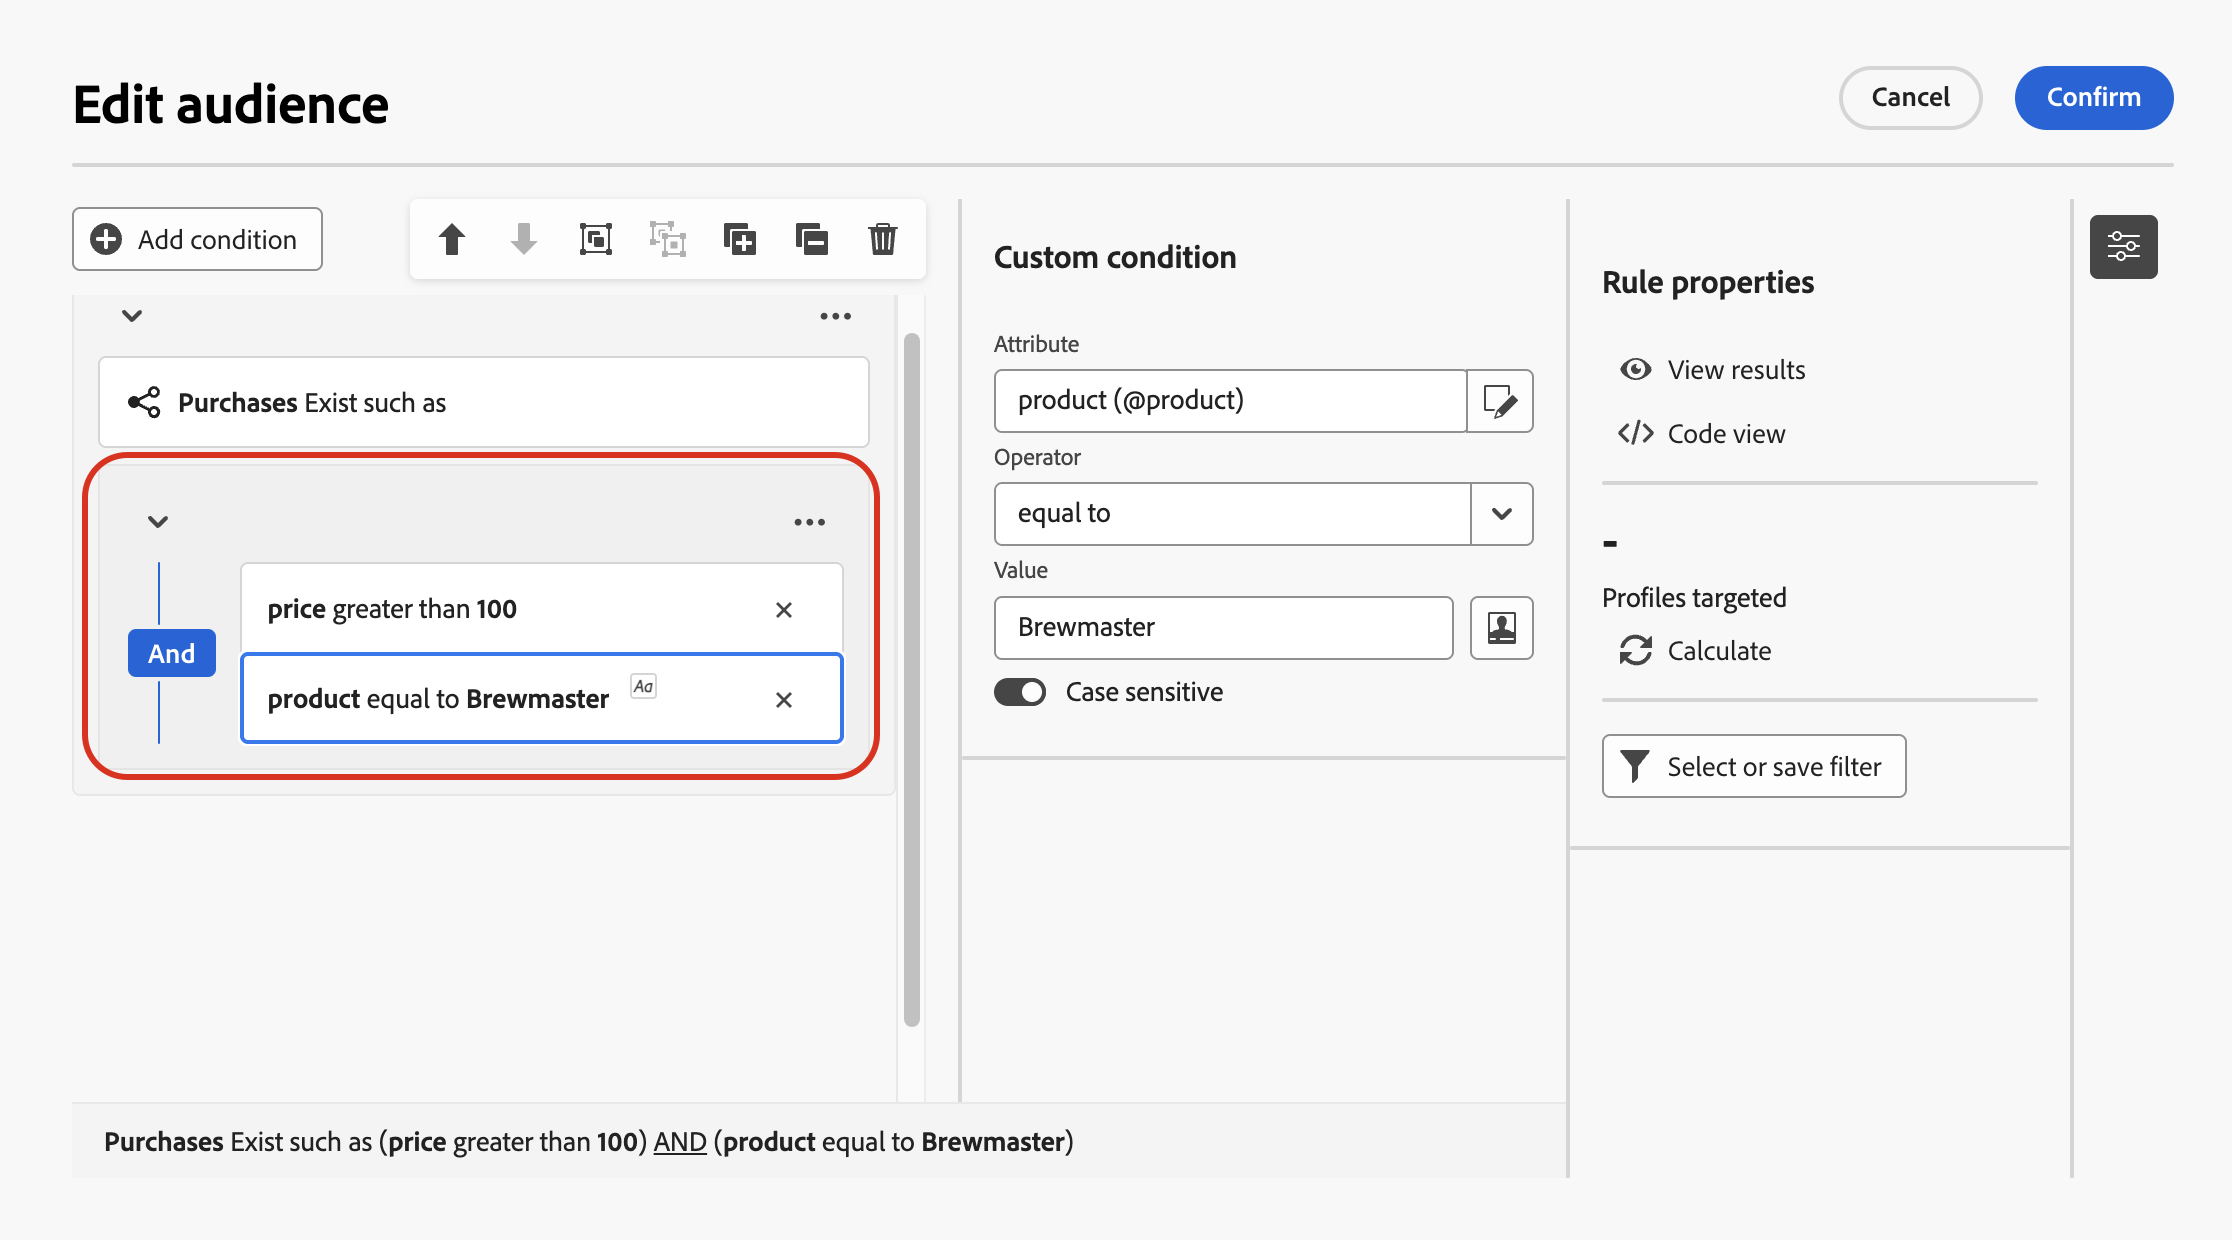 Edit audience
Cancel
Confirm
Add condition
Purchases Exist such as
price greater than 100
And
product equal to Brewmaster Aa
Custom condition
Attribute
product (@product)
Operator
equal to
Value
Brewmaster
Case sensitive
Rule properties
View results
Code view
-
Profiles targeted
Calculate
Select or save filter
Purchases Exist such as (price greater than 100) AND (product equal to Brewmaster)